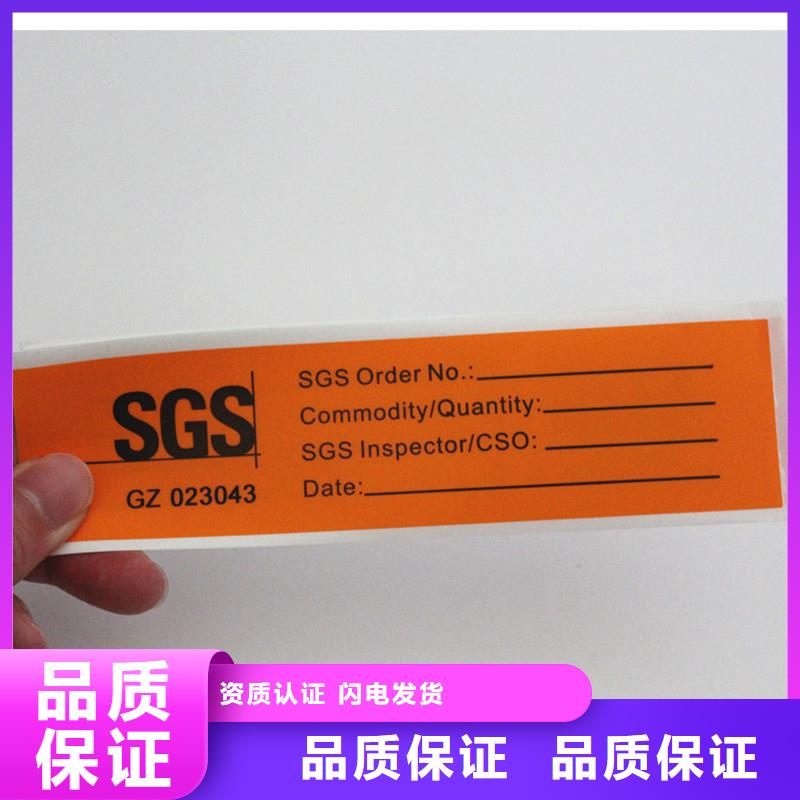 SGS
GZ 023043
SGS Order No.:
Commodity/Quantity:
SGS Inspector/CSO:
Date:
品质
保证
资质认证 闪电发货
品质保证 品质保证